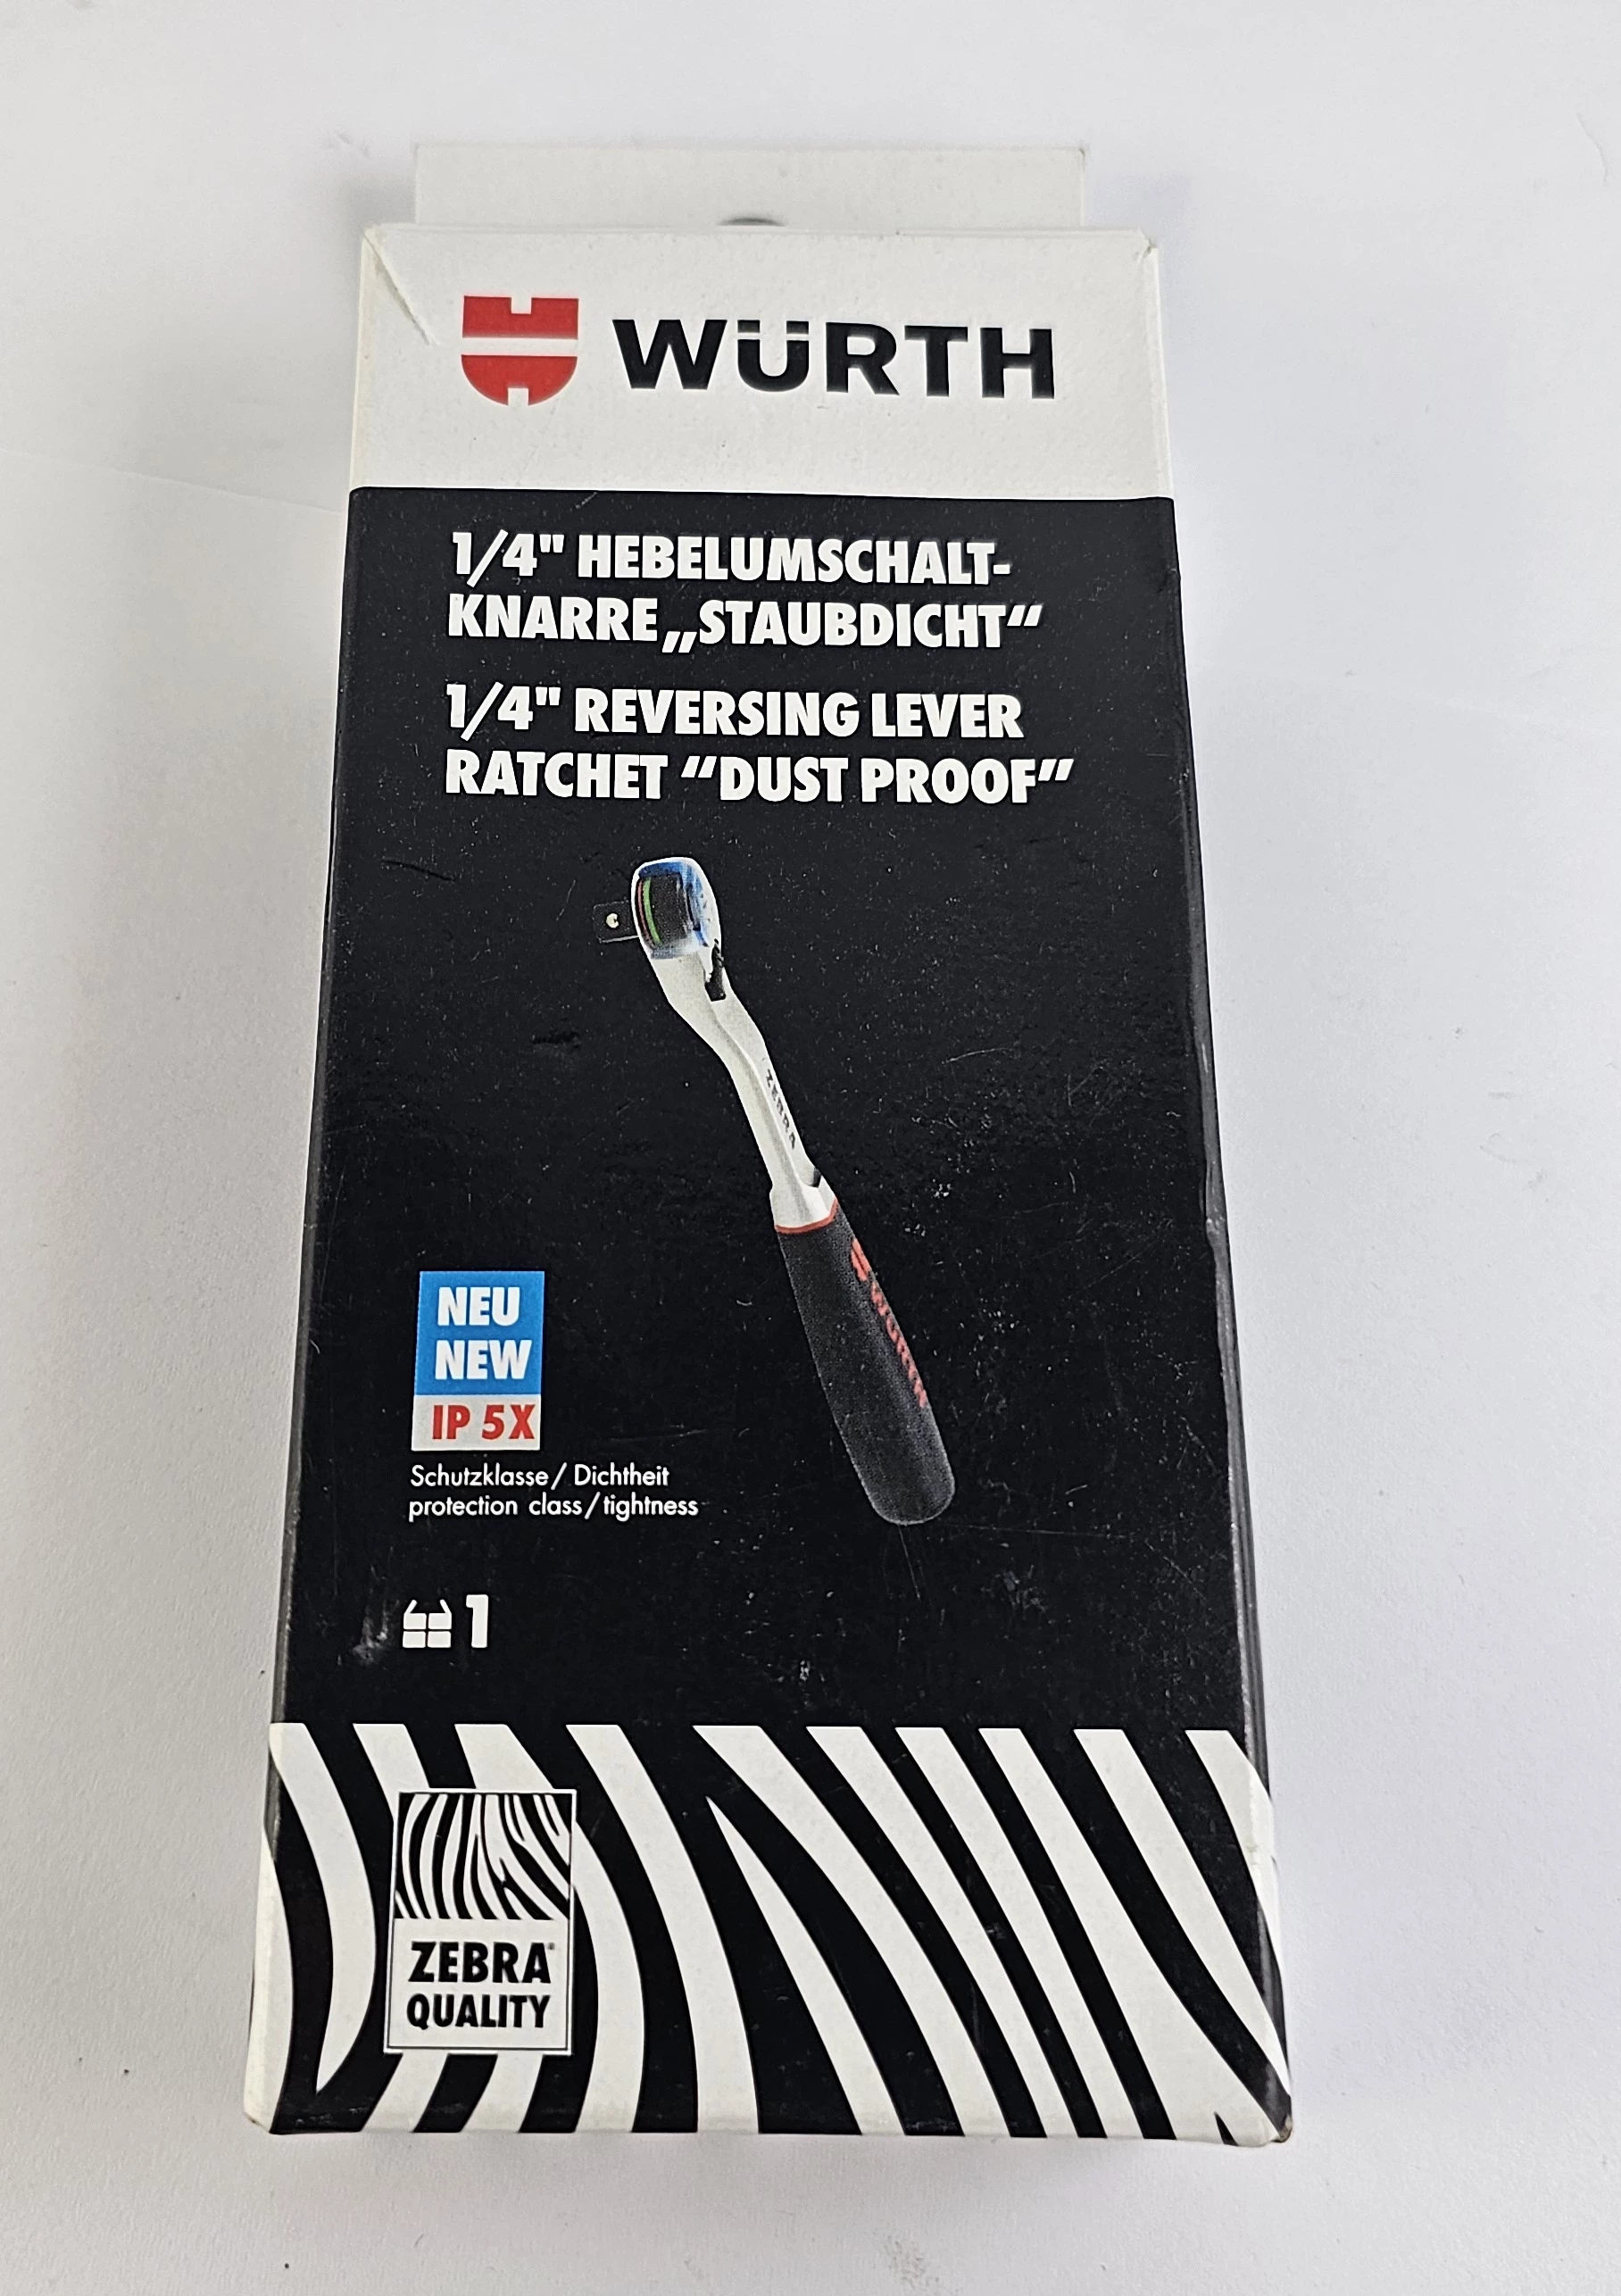 WÜRTH
1/4" HEBELUMSCHALT-
KNARRE „STAUBDICHT“
1/4" REVERSING LEVER
RATCHET “DUST PROOF”
ZEBRA
WÜRTH
NEU
NEW
IP 5X
Schutzklasse / Dichtheit
protection class / tightness
1
ZEBRA®
QUALITY